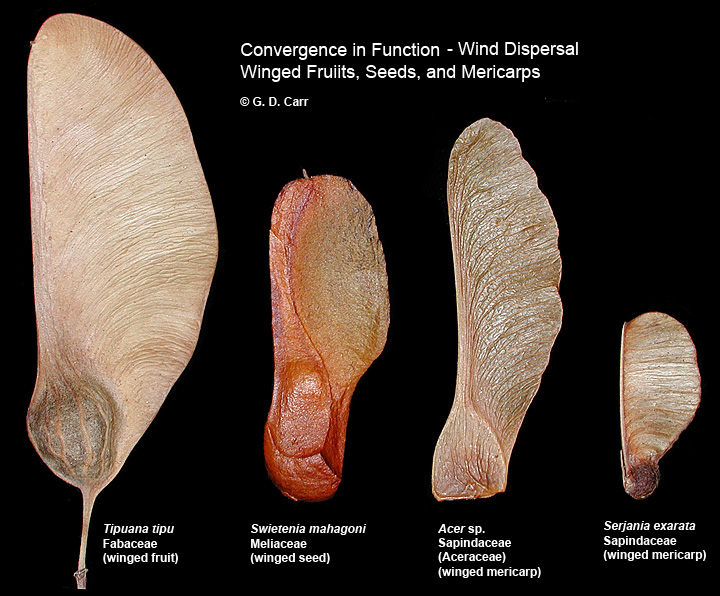 Convergence in Function - Wind Dispersal
Winged Fruiits, Seeds, and Mericarps
© G. D. Carr
Tipuana tipu
Fabaceae
(winged fruit)
Swietenia mahagoni
Meliaceae
(winged seed)
Acer sp.
Sapindaceae
(Aceraceae)
(winged mericarp)
Serjania exarata
Sapindaceae
(winged mericarp)